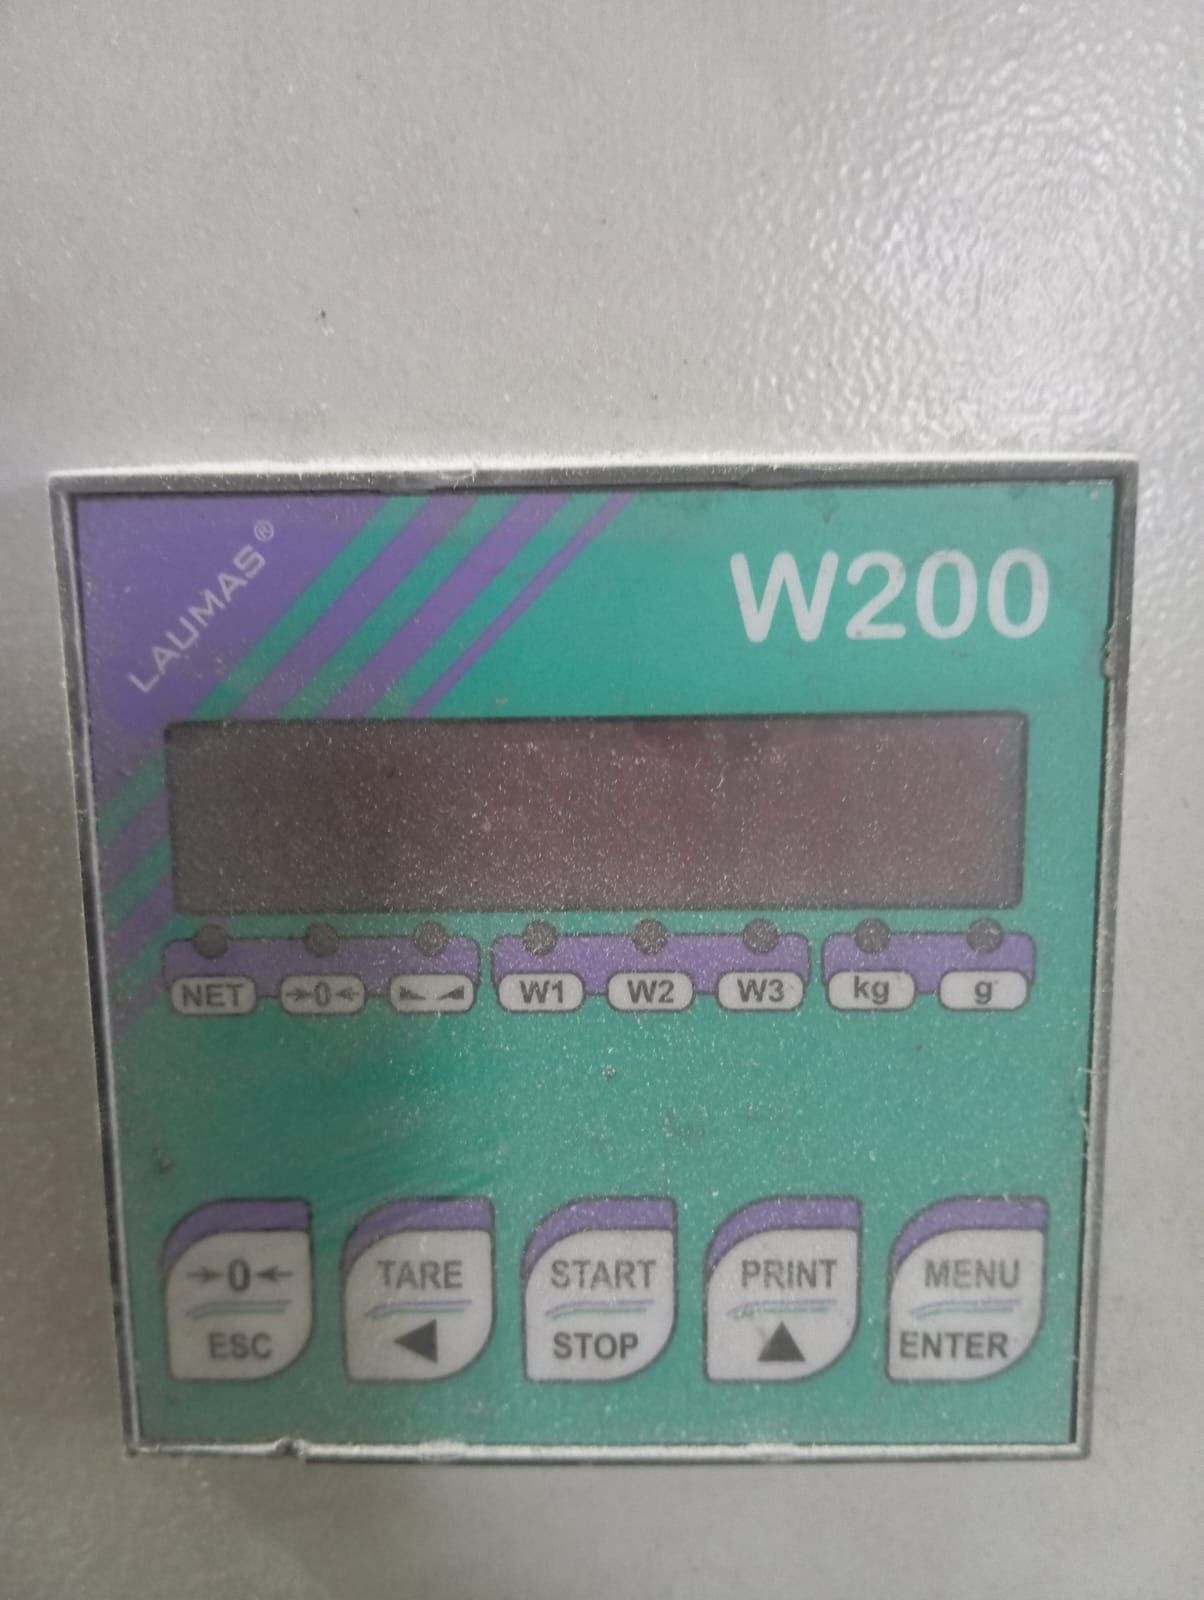 LAUMAS®
W200
NET →0← W1 W2 W3 kg g
→0← TARE START PRINT MENU
ESC ◀ STOP ▲ ENTER